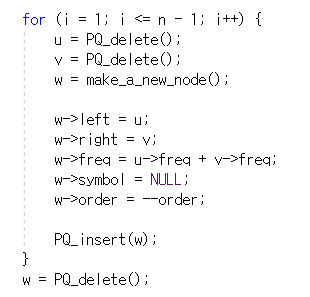 for (i = 1; i <= n - 1; i++) {
u = PQ_delete();
v = PQ_delete();
w = make_a_new_node();
w->left = u;
w->right = v;
w->freq = u->freq + v->freq;
w->symbol = NULL;
w->order = --order;
PQ_insert(w);
}
w = PQ_delete();